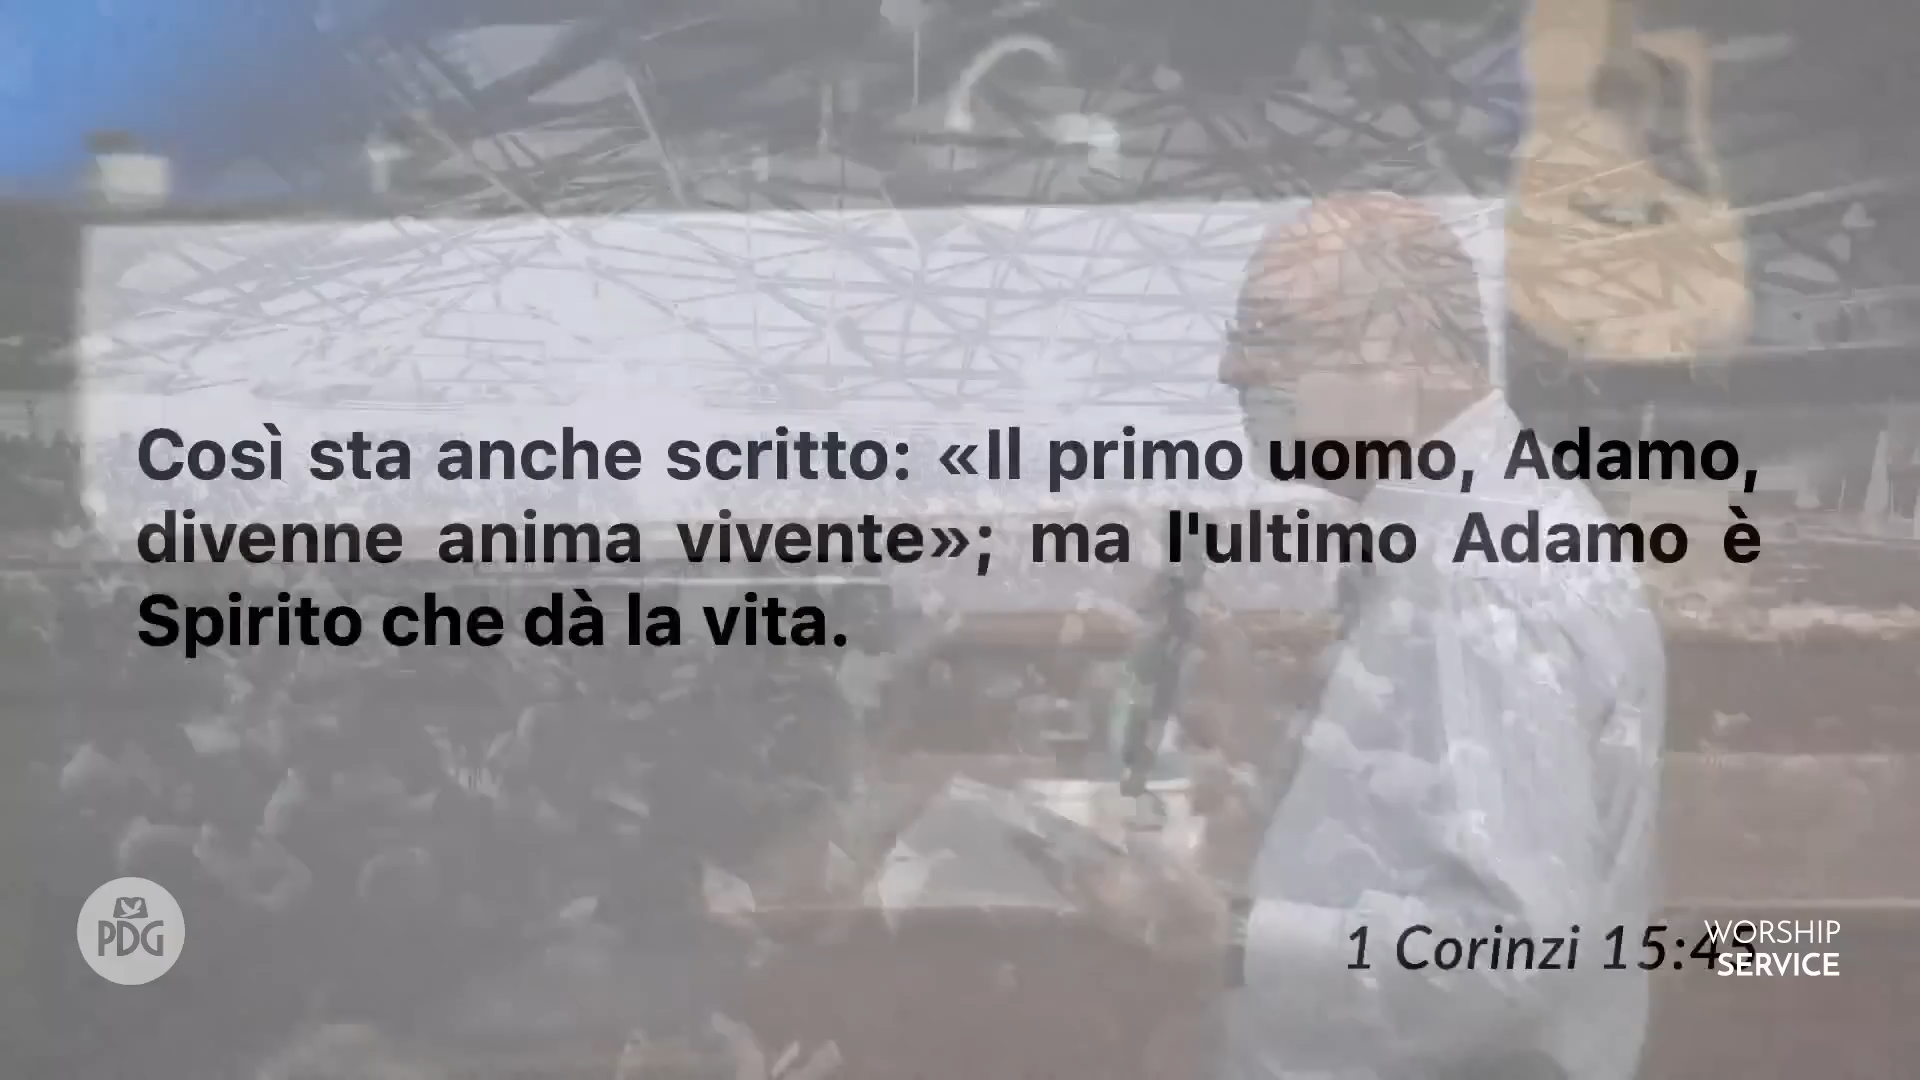 Così sta anche scritto: «Il primo uomo, Adamo,
divenne anima vivente»; ma l'ultimo Adamo è
Spirito che dà la vita.
PDG
1 Corinzi 15:45
WORSHIP
SERVICE